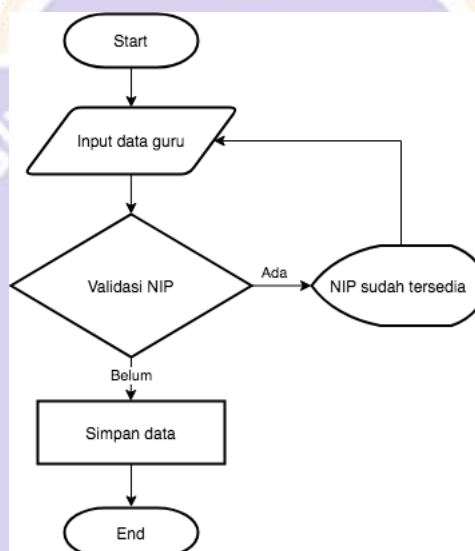 Start
Input data guru
Validasi NIP
Ada
NIP sudah tersedia
Belum
Simpan data
End